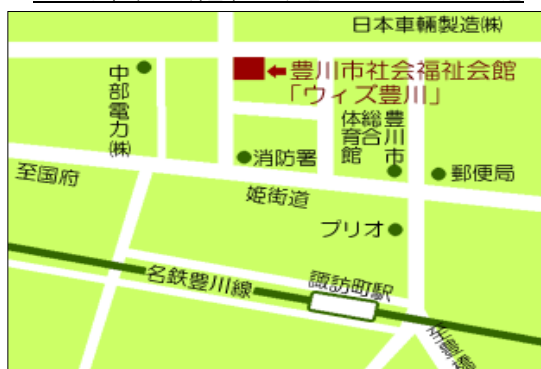 日本車輛製造㈱
中部電力㈱
豊川市社会福祉会館
「ウィズ豊川」
豊川市
総合
体育館
消防署
郵便局
至国府
姫街道
プリオ
名鉄豊川線
諏訪町駅